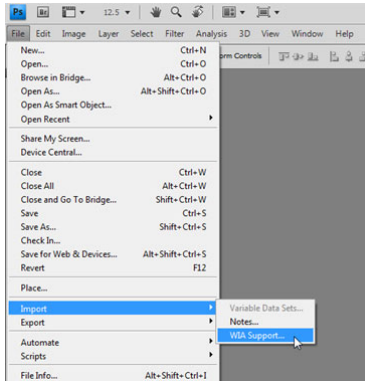 Ps Br 12.5
File Edit Image Layer Select Filter Analysis 3D View Window Help
New... Ctrl+N
Open... Ctrl+O
Browse in Bridge... Alt+Ctrl+O
Open As... Alt+Shift+Ctrl+O
Open As Smart Object...
Open Recent
Share My Screen...
Device Central...
Close Ctrl+W
Close All Alt+Ctrl+W
Close and Go To Bridge... Shift+Ctrl+W
Save Ctrl+S
Save As... Shift+Ctrl+S
Check In...
Save for Web & Devices... Alt+Shift+Ctrl+S
Revert F12
Place...
Import
Export
Automate
Scripts
File Info... Alt+Shift+Ctrl+I
Controls
Variable Data Sets...
Notes...
WIA Support...